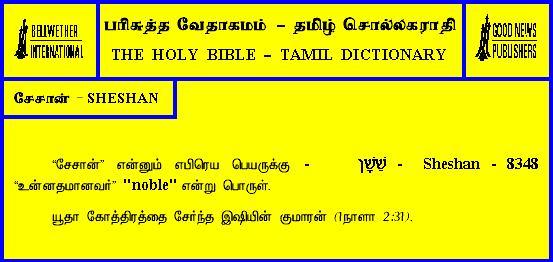 BELLWETHER
INTERNATIONAL
பரிசுத்த வேதாகமம் – தமிழ் சொல்லகராதி
THE HOLY BIBLE – TAMIL DICTIONARY
GOOD NEWS
PUBLISHERS
சேசான் - SHESHAN
“சேசான்” என்னும் எபிரெய பெயருக்கு - שֵׁשָׁן - Sheshan - 8348
“உன்னதமானவர்” "noble" என்று பொருள்.
யூதா கோத்திரத்தை சேர்ந்த இஷியின் குமாரன் (1நாளா 2:31).